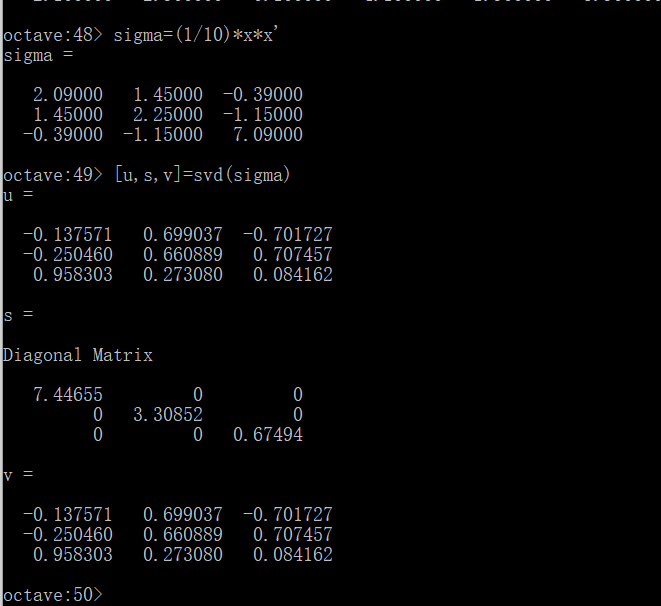 octave:48> sigma=(1/10)*x*x'
sigma =
2.09000 1.45000 -0.39000
1.45000 2.25000 -1.15000
-0.39000 -1.15000 7.09000
octave:49> [u,s,v]=svd(sigma)
u =
-0.137571 0.699037 -0.701727
-0.250460 0.660889 0.707457
0.958303 0.273080 0.084162
s =
Diagonal Matrix
7.44655 0 0
0 3.30852 0
0 0 0.67494
v =
-0.137571 0.699037 -0.701727
-0.250460 0.660889 0.707457
0.958303 0.273080 0.084162
octave:50>